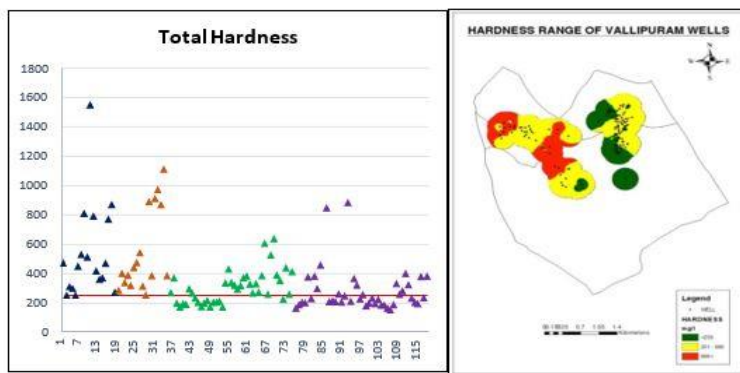 Total Hardness
1800
1600
1400
1200
1000
800
600
400
200
0
1
7
13
19
25
31
37
43
49
55
61
67
73
79
85
91
97
103
109
115
HARDNESS RANGE OF VALLIPURAM WELLS
N
W
E
S
Legend
WELL
HARDNESS
mg/l
Kilometers